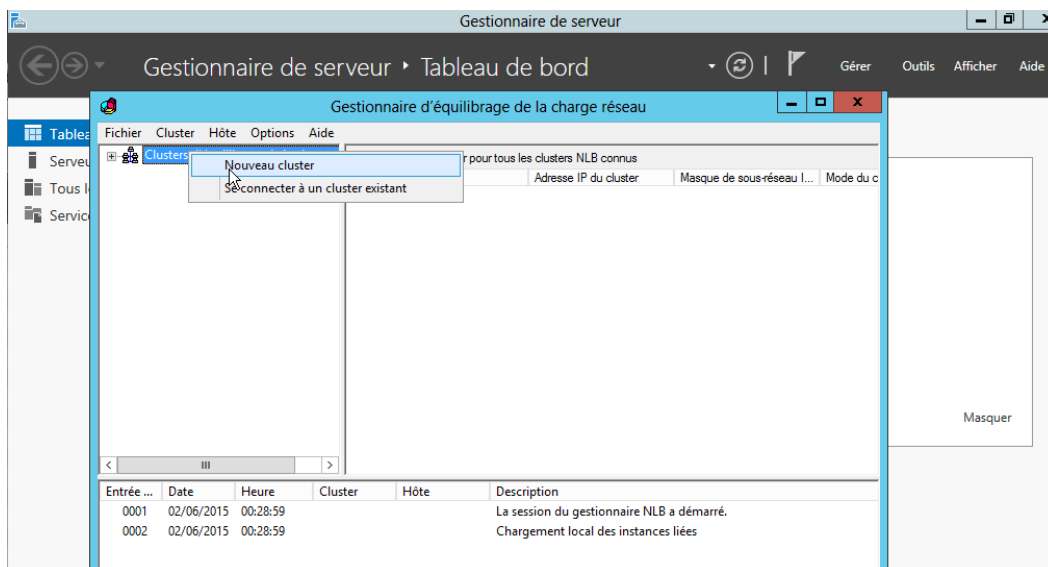 Gestionnaire de serveur
Gestionnaire de serveur ‣ Tableau de bord
Gérer Outils Afficher Aide
Gestionnaire d'équilibrage de la charge réseau
Fichier Cluster Hôte Options Aide
Clusters
Nouveau cluster
Se connecter à un cluster existant
pour tous les clusters NLB connus
Adresse IP du cluster Masque de sous-réseau I... Mode du c
Tablea
Serveu
Tous l
Servic
Masquer
Entrée ... Date Heure Cluster Hôte Description
0001 02/06/2015 00:28:59 La session du gestionnaire NLB a démarré.
0002 02/06/2015 00:28:59 Chargement local des instances liées